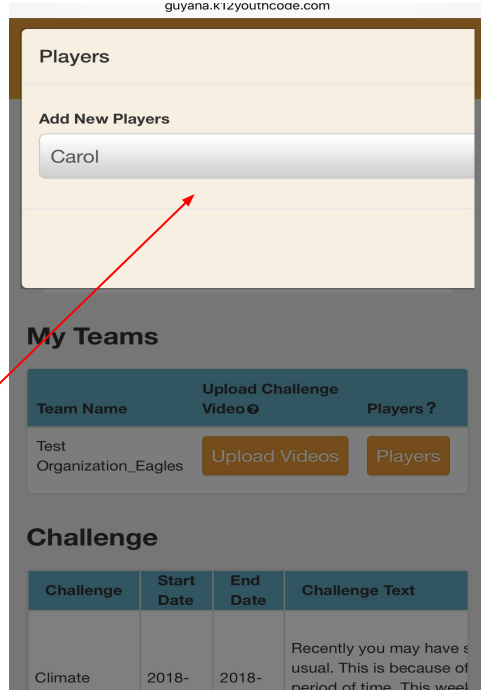 guyana.k12youthcode.com
Players
Add New Players
Carol
My Teams
Team Name
Upload Challenge
Video ?
Players ?
Test
Organization_Eagles
Upload Videos
Players
Challenge
Challenge
Start
Date
End
Date
Challenge Text
Climate
2018-
2018-
Recently you may have s
usual. This is because of
period of time. This week